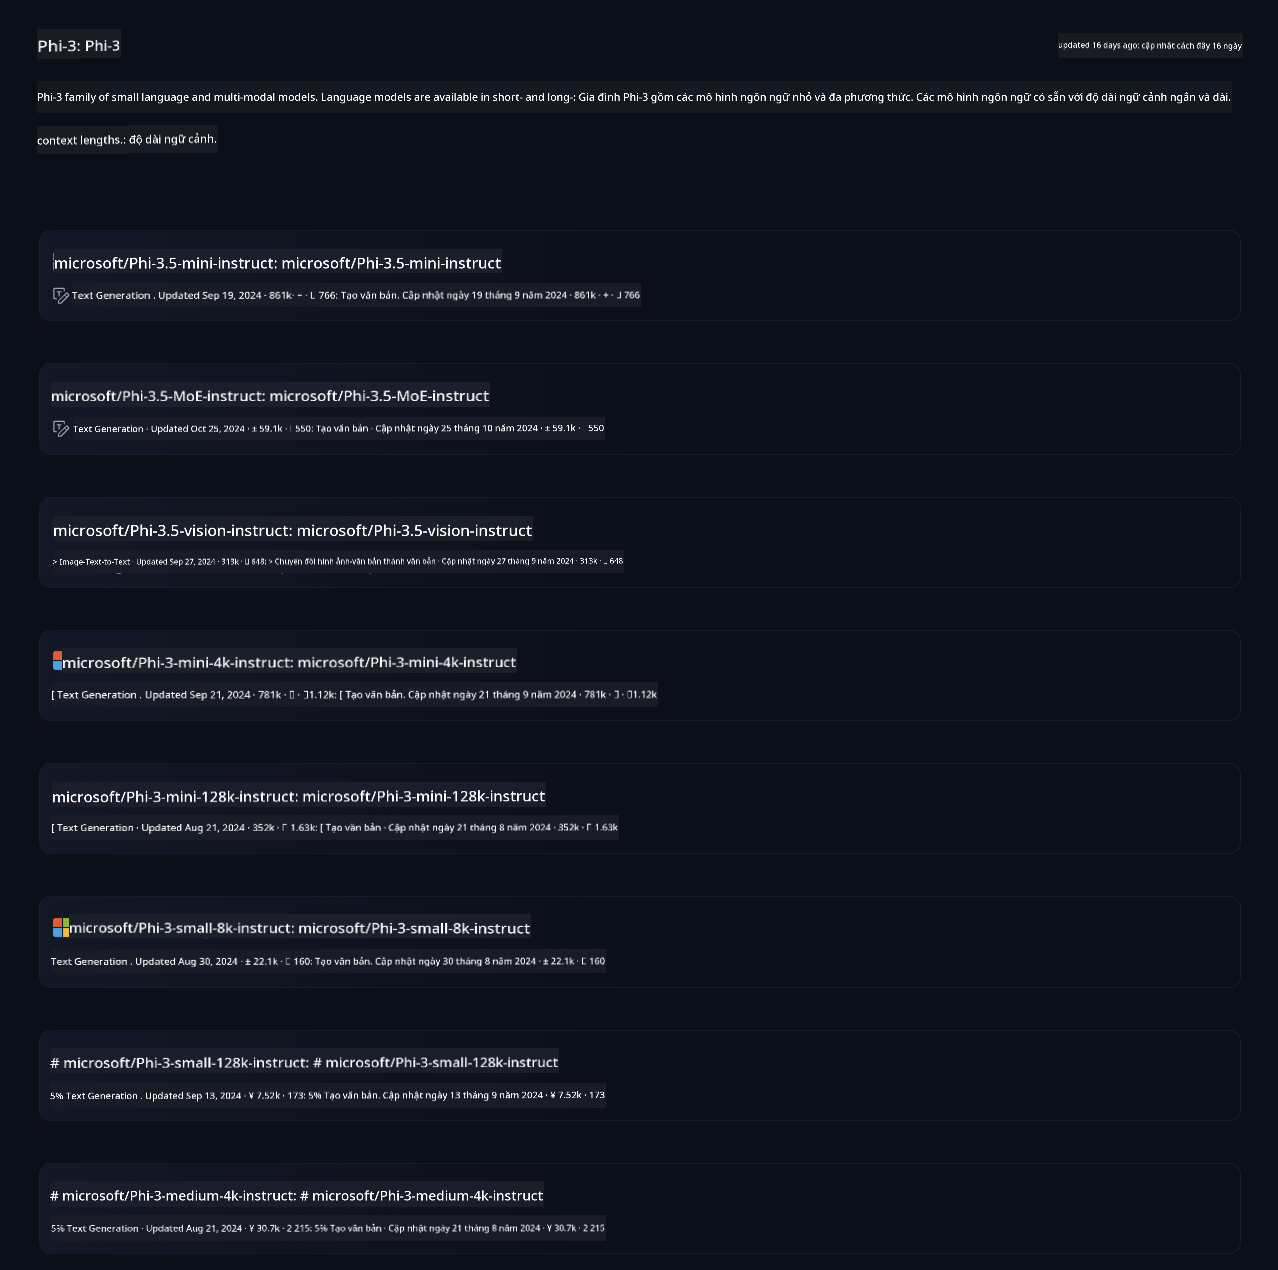 Phi-3: Phi-3
updated 16 days ago: cập nhật cách đây 16 ngày
Phi-3 family of small language and multi-modal models. Language models are available in short- and long-: Gia đình Phi-3 gồm các mô hình ngôn ngữ nhỏ và đa phương thức. Các mô hình ngôn ngữ có sẵn với độ dài ngữ cảnh ngắn và dài.
context lengths.: độ dài ngữ cảnh.
microsoft/Phi-3.5-mini-instruct: microsoft/Phi-3.5-mini-instruct
Text Generation . Updated Sep 19, 2024 · 861k · + · 766: Tạo văn bản. Cập nhật ngày 19 tháng 9 năm 2024 · 861k · + · 766
microsoft/Phi-3.5-MoE-instruct: microsoft/Phi-3.5-MoE-instruct
Text Generation · Updated Oct 25, 2024 · ± 59.1k · 550: Tạo văn bản · Cập nhật ngày 25 tháng 10 năm 2024 · ± 59.1k · 550
microsoft/Phi-3.5-vision-instruct: microsoft/Phi-3.5-vision-instruct
> Image-Text-to-Text · Updated Sep 27, 2024 · 313k · 648: > Chuyển đổi hình ảnh-văn bản thành văn bản · Cập nhật ngày 27 tháng 9 năm 2024 · 313k · 648
microsoft/Phi-3-mini-4k-instruct: microsoft/Phi-3-mini-4k-instruct
[ Text Generation . Updated Sep 21, 2024 · 781k · · 1.12k: [ Tạo văn bản. Cập nhật ngày 21 tháng 9 năm 2024 · 781k · · 1.12k
microsoft/Phi-3-mini-128k-instruct: microsoft/Phi-3-mini-128k-instruct
[ Text Generation · Updated Aug 21, 2024 · 352k · 1.63k: [ Tạo văn bản · Cập nhật ngày 21 tháng 8 năm 2024 · 352k · 1.63k
microsoft/Phi-3-small-8k-instruct: microsoft/Phi-3-small-8k-instruct
Text Generation . Updated Aug 30, 2024 · ± 22.1k · 160: Tạo văn bản. Cập nhật ngày 30 tháng 8 năm 2024 · ± 22.1k · 160
# microsoft/Phi-3-small-128k-instruct: # microsoft/Phi-3-small-128k-instruct
5% Text Generation . Updated Sep 13, 2024 · ¥ 7.52k · 173: 5% Tạo văn bản. Cập nhật ngày 13 tháng 9 năm 2024 · ¥ 7.52k · 173
# microsoft/Phi-3-medium-4k-instruct: # microsoft/Phi-3-medium-4k-instruct
5% Text Generation · Updated Aug 21, 2024 · ¥ 30.7k · 2 215: 5% Tạo văn bản · Cập nhật ngày 21 tháng 8 năm 2024 · ¥ 30.7k · 2 215